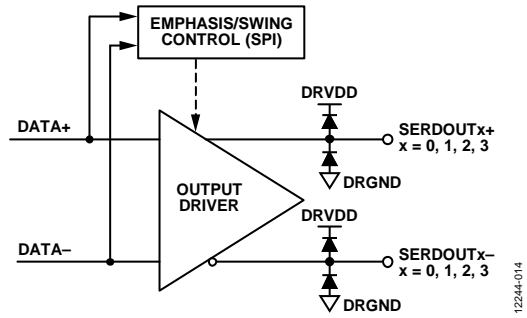 EMPHASIS/SWING
CONTROL (SPI)
DATA+
DRVDD
SERDOUTx+
x = 0, 1, 2, 3
DRGND
OUTPUT
DRIVER
DRVDD
DATA–
SERDOUTx–
x = 0, 1, 2, 3
DRGND
12244-014